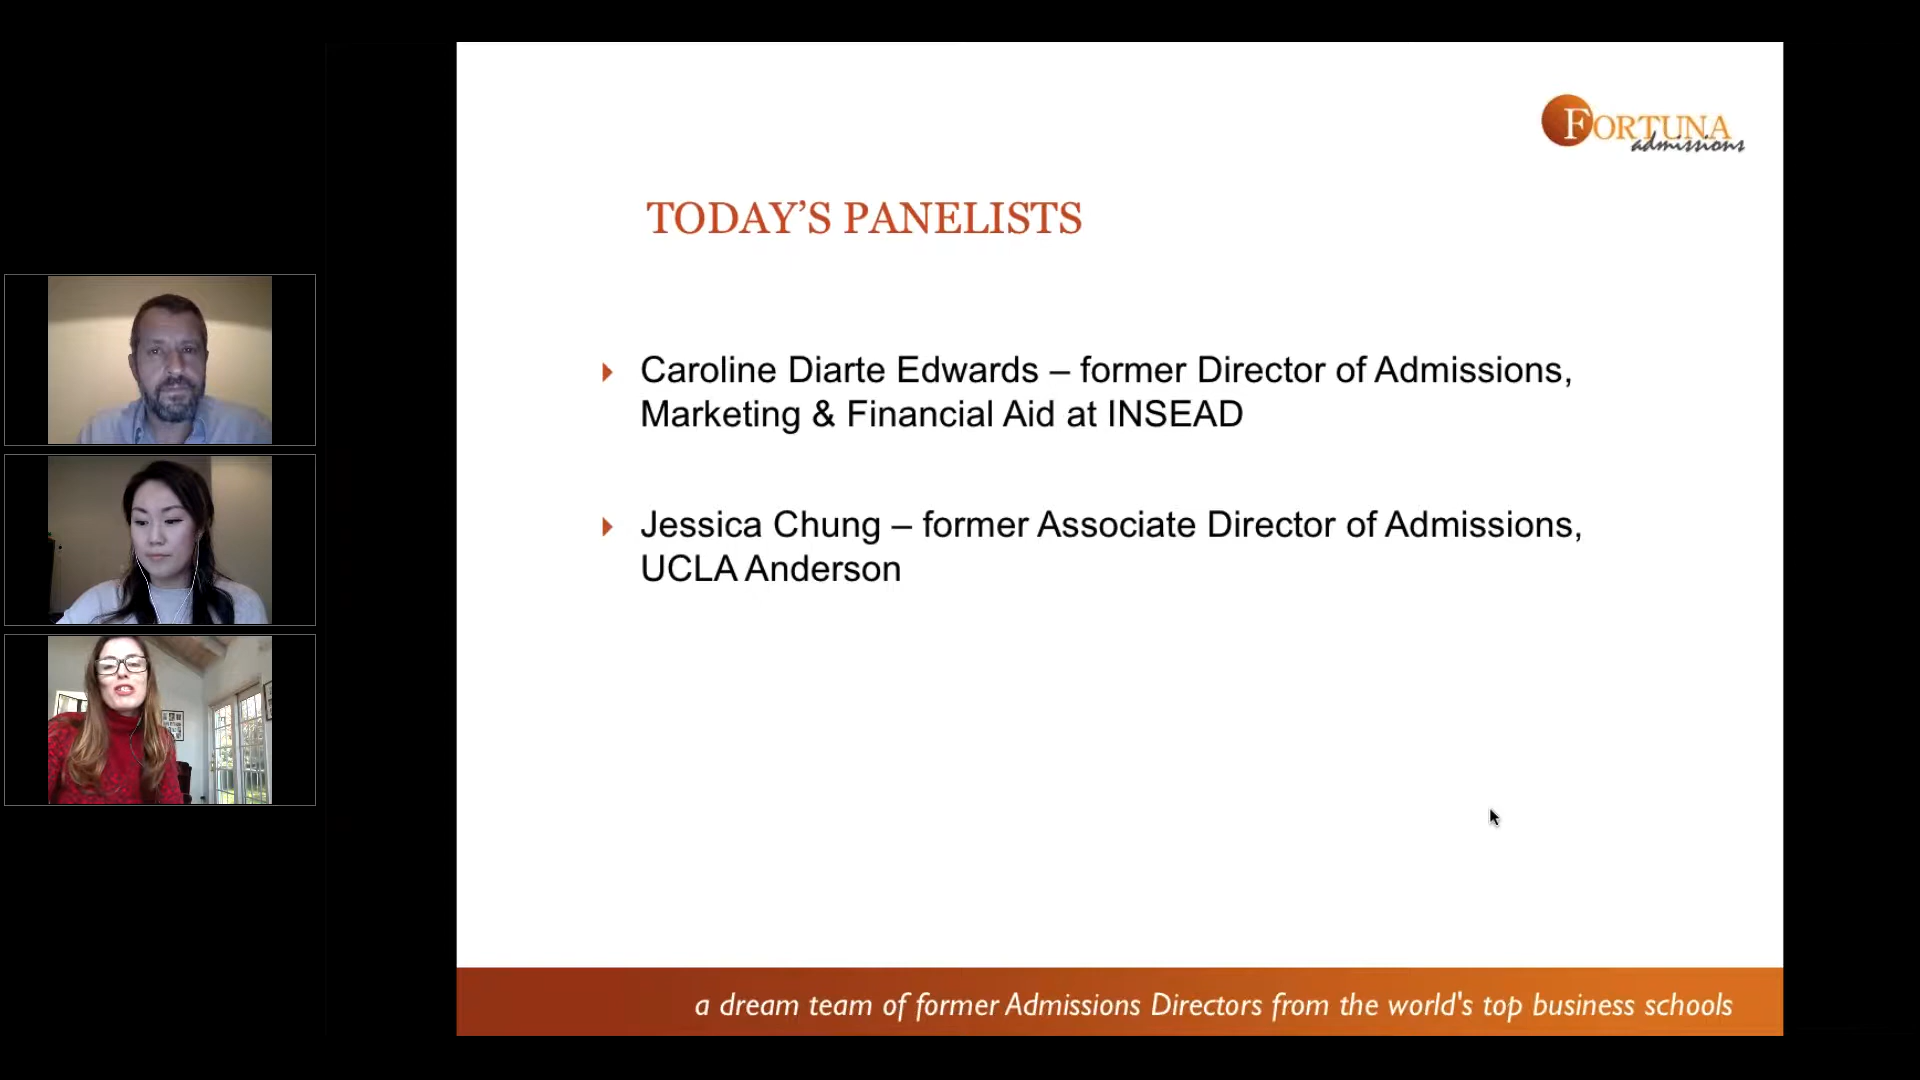 FORTUNA
admissions
TODAY’S PANELISTS
Caroline Diarte Edwards – former Director of Admissions,
Marketing & Financial Aid at INSEAD
Jessica Chung – former Associate Director of Admissions,
UCLA Anderson
a dream team of former Admissions Directors from the world's top business schools